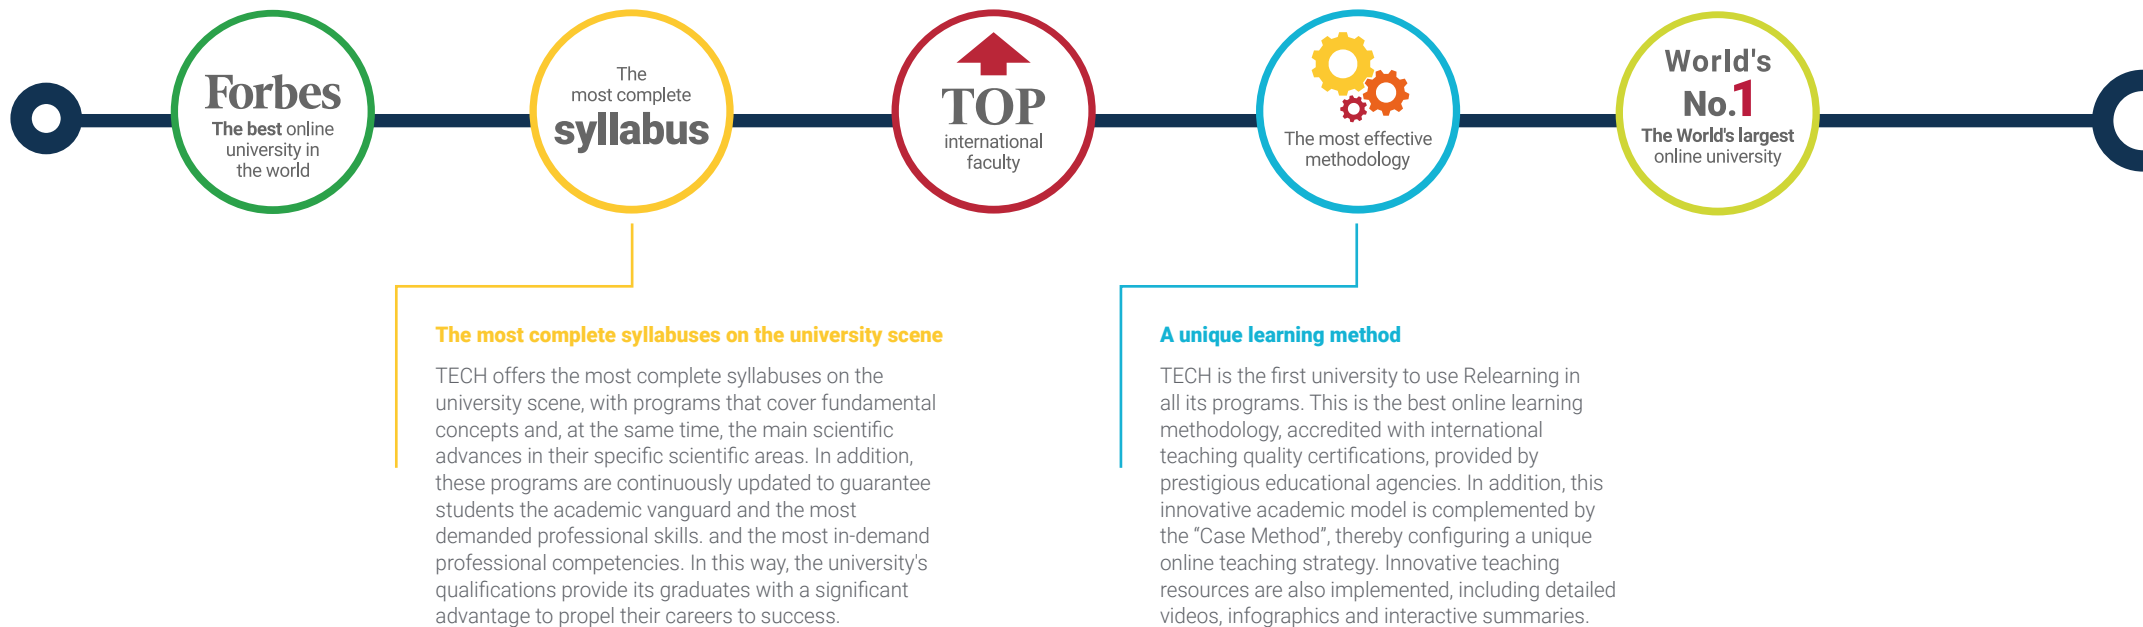 Forbes
The best online
university in
the world
The
most complete
syllabus
TOP
international
faculty
The most effective
methodology
World's
No.1
The World's largest
online university
The most complete syllabuses on the university scene
TECH offers the most complete syllabuses on the
university scene, with programs that cover fundamental
concepts and, at the same time, the main scientific
advances in their specific scientific areas. In addition,
these programs are continuously updated to guarantee
students the academic vanguard and the most
demanded professional skills. and the most in-demand
professional competencies. In this way, the university's
qualifications provide its graduates with a significant
advantage to propel their careers to success.
A unique learning method
TECH is the first university to use Relearning in
all its programs. This is the best online learning
methodology, accredited with international
teaching quality certifications, provided by
prestigious educational agencies. In addition, this
innovative academic model is complemented by
the “Case Method”, thereby configuring a unique
online teaching strategy. Innovative teaching
resources are also implemented, including detailed
videos, infographics and interactive summaries.